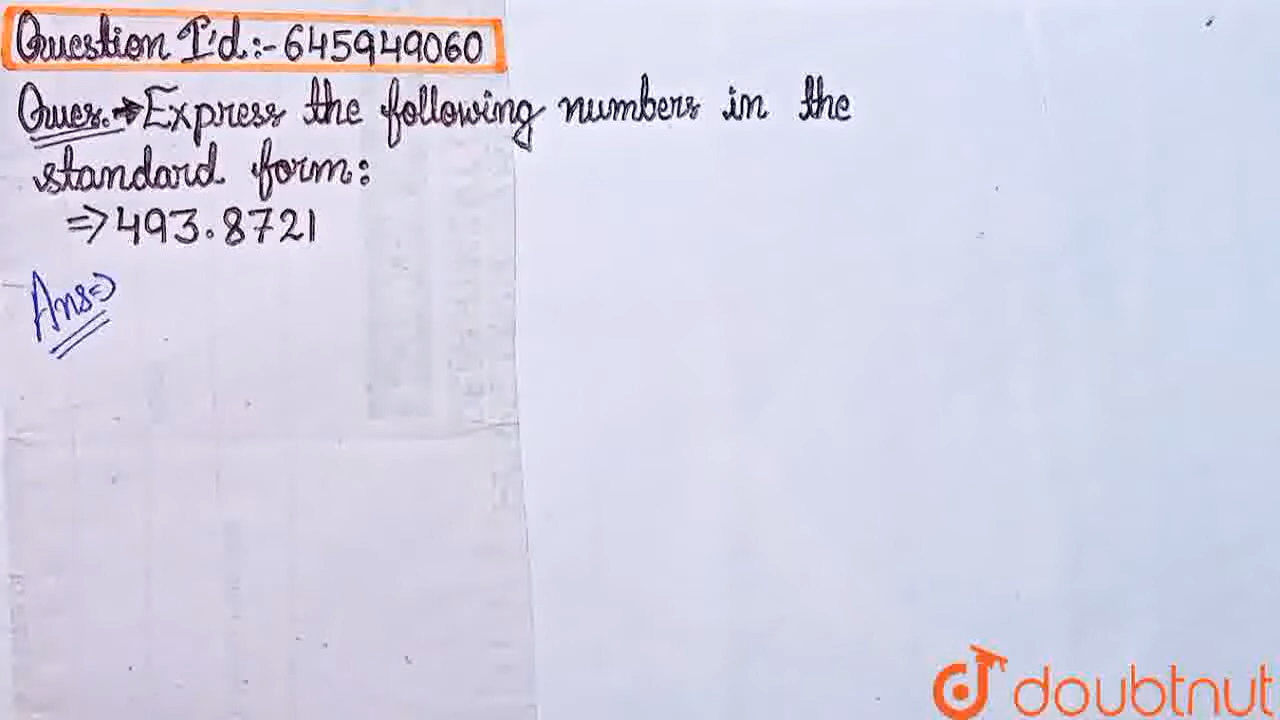 Question I'd:-645949060
Ques.→Express the following numbers in the
standard form:
⇒493.8721
Ans⇒
doubtnut